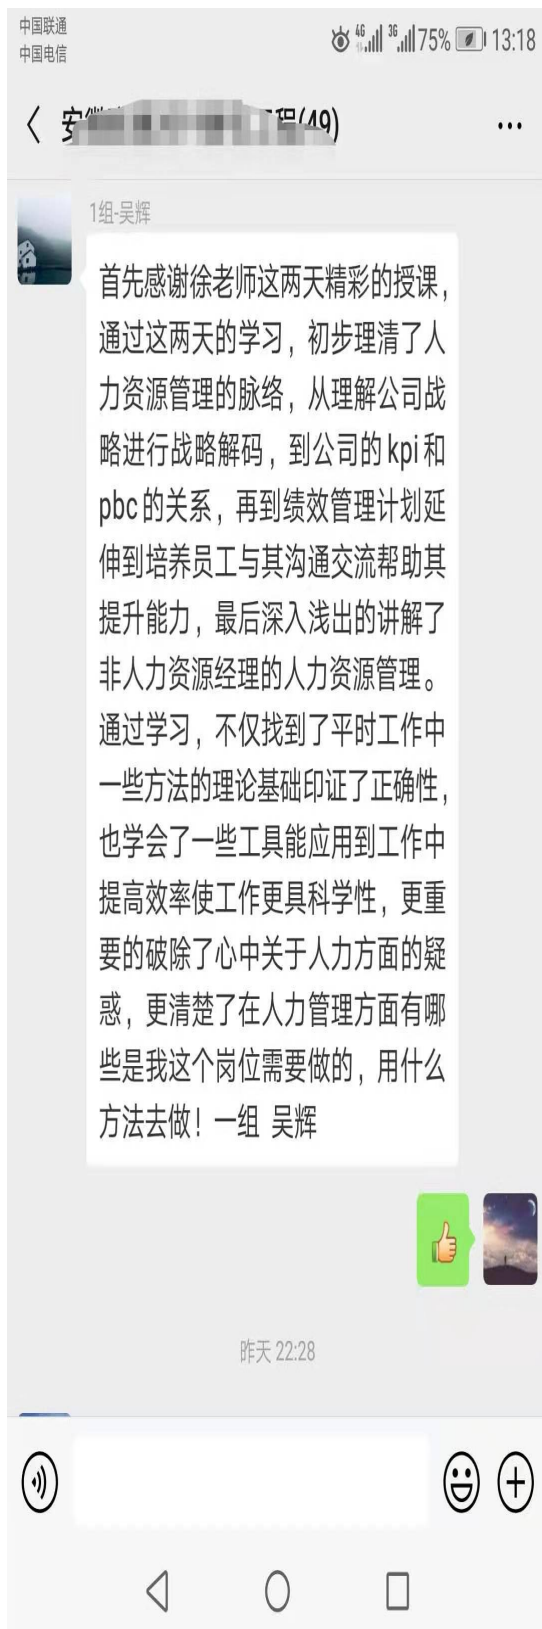 中国联通
中国电信
4G
3G
75%
13:18
安
程(49)
1组-吴辉
首先感谢徐老师这两天精彩的授课，
通过这两天的学习，初步理清了人
力资源管理的脉络，从理解公司战
略进行战略解码，到公司的kpi和
pbc的关系，再到绩效管理计划延
伸到培养员工与其沟通交流帮助其
提升能力，最后深入浅出的讲解了
非人力资源经理的人力资源管理。
通过学习，不仅找到了平时工作中
一些方法的理论基础印证了正确性，
也学会了一些工具能应用到工作中
提高效率使工作更具科学性，更重
要的破除了心中关于人力方面的疑
惑，更清楚了在人力管理方面有哪
些是我这个岗位需要做的，用什么
方法去做！一组 吴辉
昨天 22:28